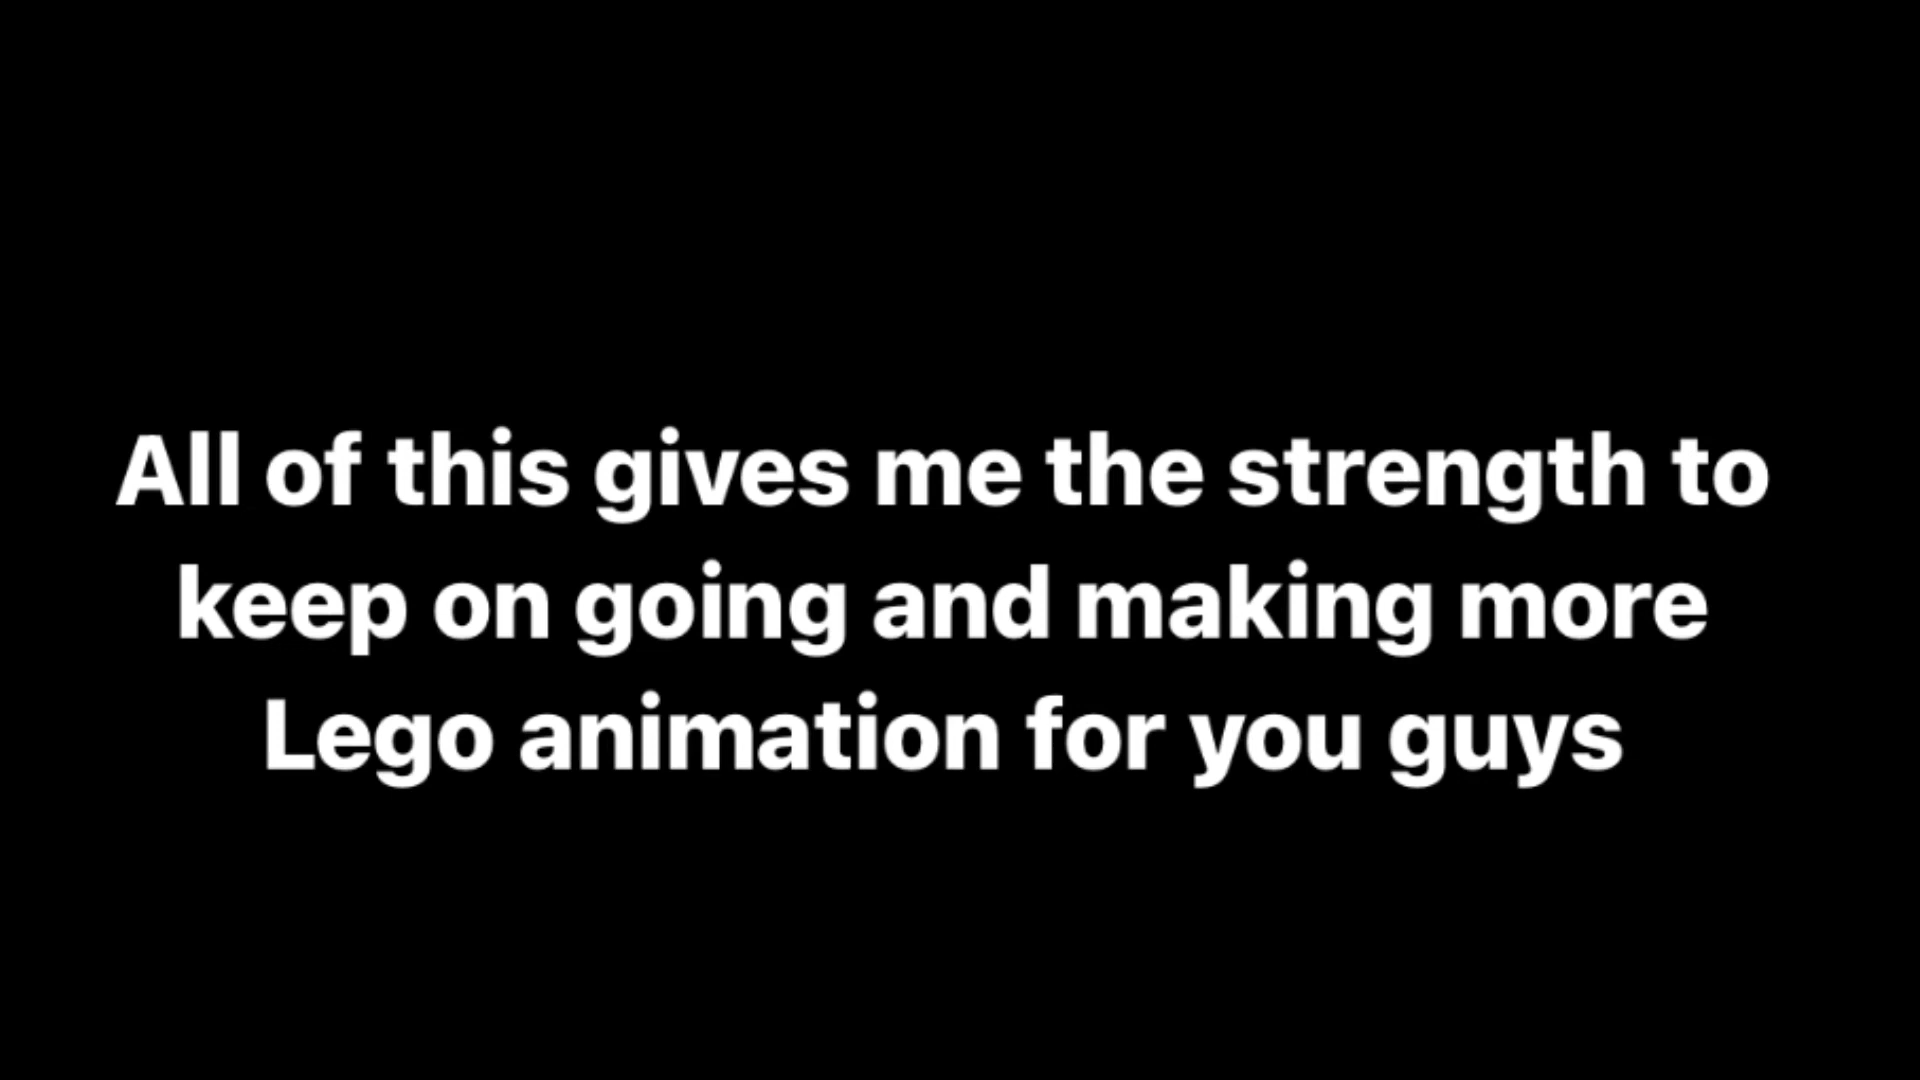 All of this gives me the strength to
keep on going and making more
Lego animation for you guys